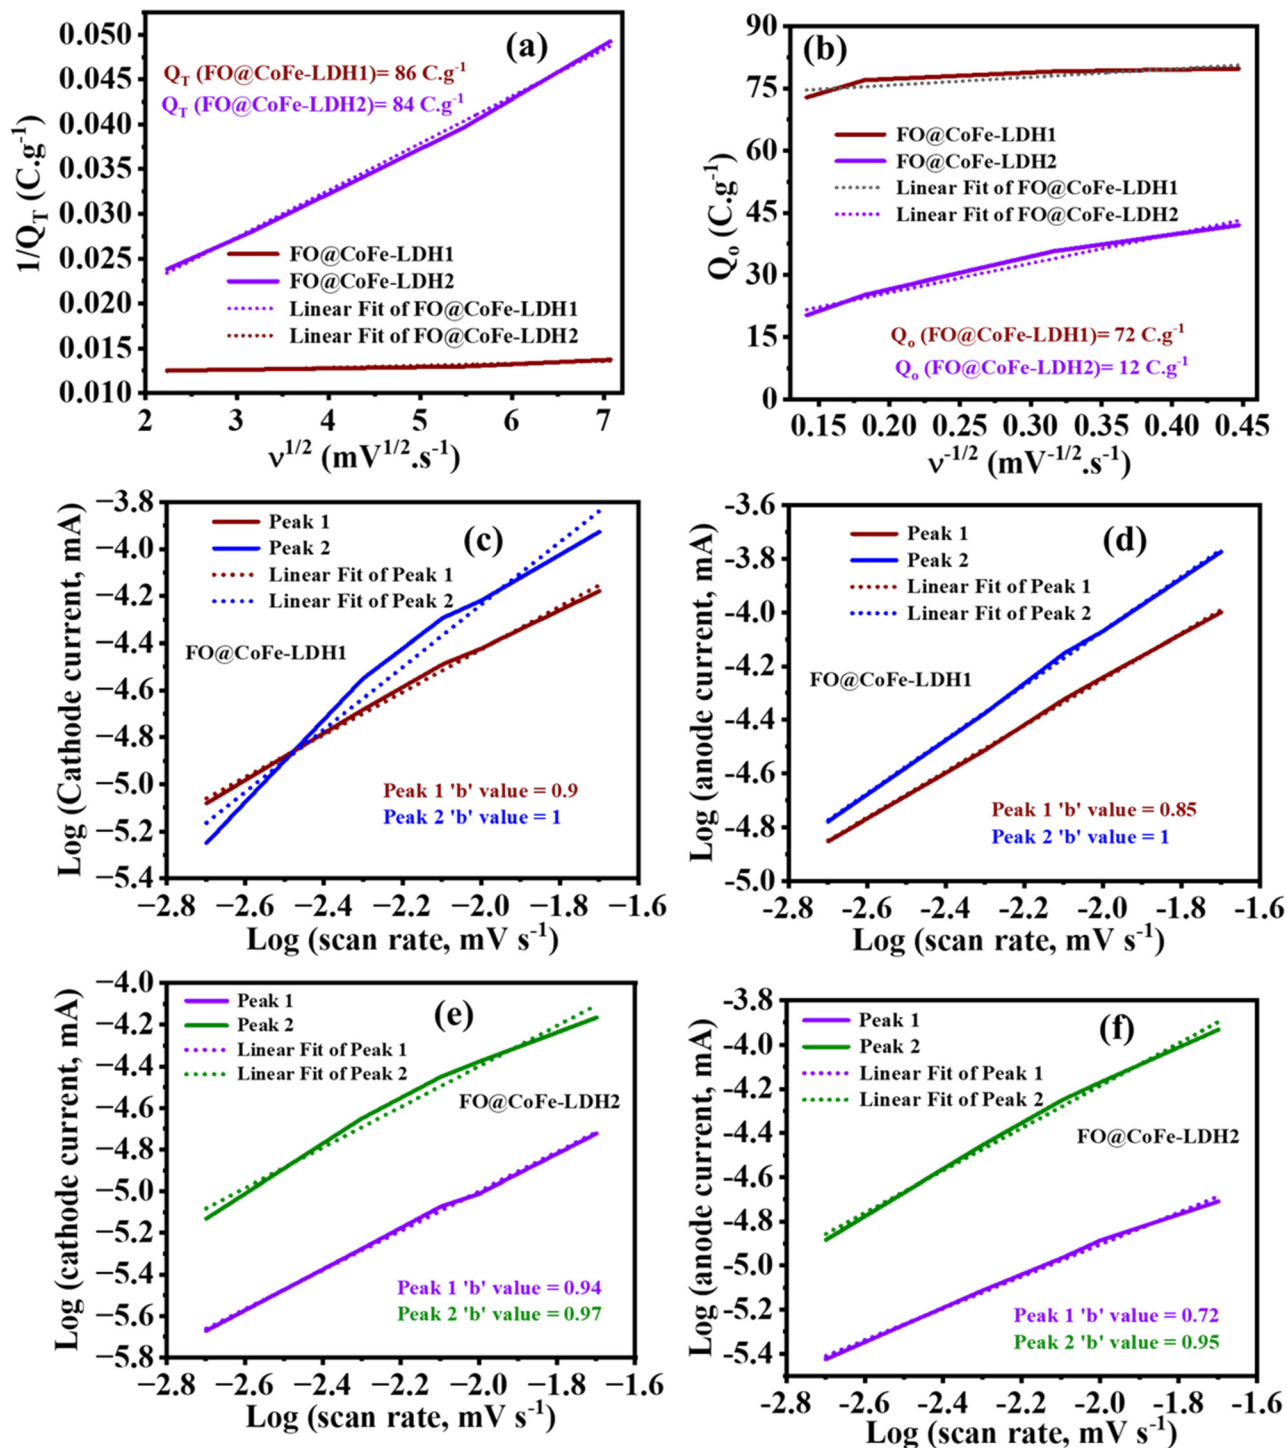 (a)
Q_T (FO@CoFe-LDH1)= 86 C.g⁻¹
Q_T (FO@CoFe-LDH2)= 84 C.g⁻¹
FO@CoFe-LDH1
FO@CoFe-LDH2
Linear Fit of FO@CoFe-LDH1
Linear Fit of FO@CoFe-LDH2
1/Q_T (C.g⁻¹)
0.050
0.045
0.040
0.035
0.030
0.025
0.020
0.015
0.010
2 3 4 5 6 7
ν^1/2 (mV^1/2.s⁻¹)
(b)
FO@CoFe-LDH1
FO@CoFe-LDH2
Linear Fit of FO@CoFe-LDH1
Linear Fit of FO@CoFe-LDH2
Q_o (FO@CoFe-LDH1)= 72 C.g⁻¹
Q_o (FO@CoFe-LDH2)= 12 C.g⁻¹
Q_o (C.g⁻¹)
90
75
60
45
30
15
0
0.15 0.20 0.25 0.30 0.35 0.40 0.45
ν^-1/2 (mV^-1/2.s⁻¹)
(c)
Peak 1
Peak 2
Linear Fit of Peak 1
Linear Fit of Peak 2
FO@CoFe-LDH1
Peak 1 'b' value = 0.9
Peak 2 'b' value = 1
Log (Cathode current, mA)
−3.8
−4.0
−4.2
−4.4
−4.6
−4.8
−5.0
−5.2
−5.4
−2.8 −2.6 −2.4 −2.2 −2.0 −1.8 −1.6
Log (scan rate, mV s⁻¹)
(d)
Peak 1
Peak 2
Linear Fit of Peak 1
Linear Fit of Peak 2
FO@CoFe-LDH1
Peak 1 'b' value = 0.85
Peak 2 'b' value = 1
Log (anode current, mA)
-3.6
-3.8
-4.0
-4.2
-4.4
-4.6
-4.8
-5.0
-2.8 -2.6 -2.4 -2.2 -2.0 -1.8 -1.6
Log (scan rate, mV s⁻¹)
(e)
Peak 1
Peak 2
Linear Fit of Peak 1
Linear Fit of Peak 2
FO@CoFe-LDH2
Peak 1 'b' value = 0.94
Peak 2 'b' value = 0.97
Log (cathode current, mA)
−4.0
−4.2
−4.4
−4.6
−4.8
−5.0
−5.2
−5.4
−5.6
−5.8
−2.8 −2.6 −2.4 −2.2 −2.0 −1.8 −1.6
Log (scan rate, mV s⁻¹)
(f)
Peak 1
Peak 2
Linear Fit of Peak 1
Linear Fit of Peak 2
FO@CoFe-LDH2
Peak 1 'b' value = 0.72
Peak 2 'b' value = 0.95
Log (anode current, mA)
-3.8
-4.0
-4.2
-4.4
-4.6
-4.8
-5.0
-5.2
-5.4
-2.8 -2.6 -2.4 -2.2 -2.0 -1.8 -1.6
Log (scan rate, mV s⁻¹)